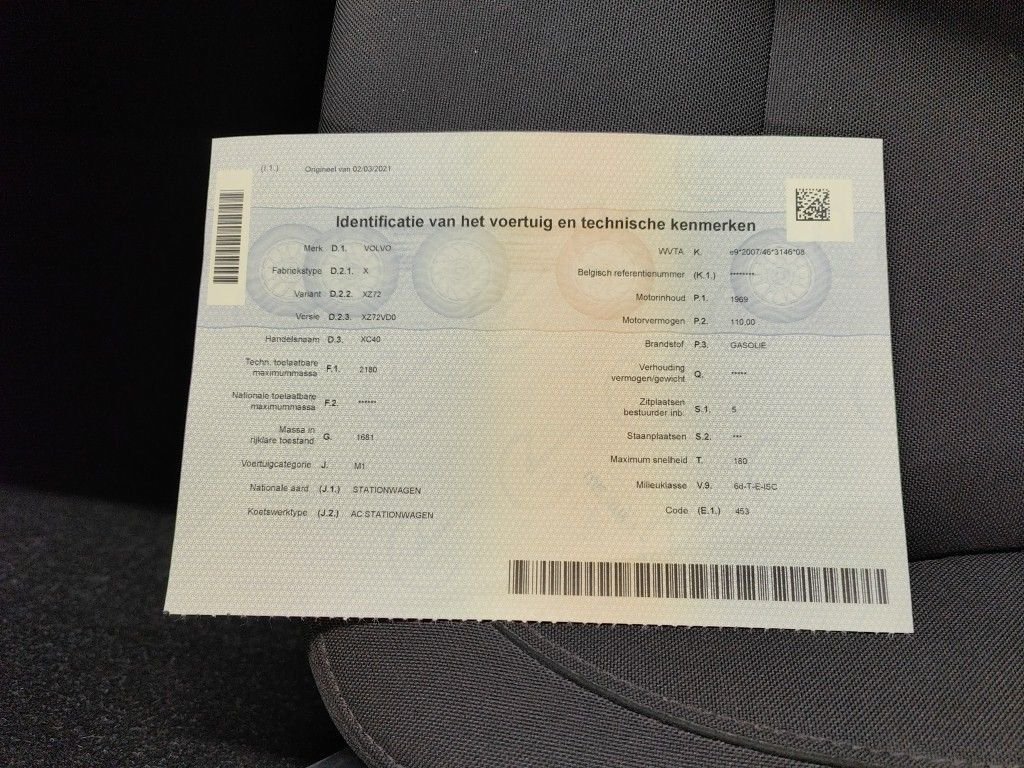 (I.1.) Origineel van 02/03/2021
Identificatie van het voertuig en technische kenmerken
Merk D.1. VOLVO
Fabriekstype D.2.1. X
Variant D.2.2. XZ72
Versie D.2.3. XZ72VD0
Handelsnaam D.3. XC40
Techn. toelaatbare
maximummassa F.1. 2180
Nationale toelaatbare
maximummassa F.2. ******
Massa in
rijklare toestand G. 1681
Voertuigcategorie J. M1
Nationale aard (J.1.) STATIONWAGEN
Koetswerktype (J.2.) AC STATIONWAGEN
WVTA K. e9*2007/46*3146*08
Belgisch referentienummer (K.1.) ********
Motorinhoud P.1. 1969
Motorvermogen P.2. 110,00
Brandstof P.3. GASOLIE
Verhouding
vermogen/gewicht Q. *****
Zitplaatsen
bestuurder inb. S.1. 5
Staanplaatsen S.2. ***
Maximum snelheid T. 180
Milieuklasse V.9. 6d-T-E-ISC
Code (E.1.) 453